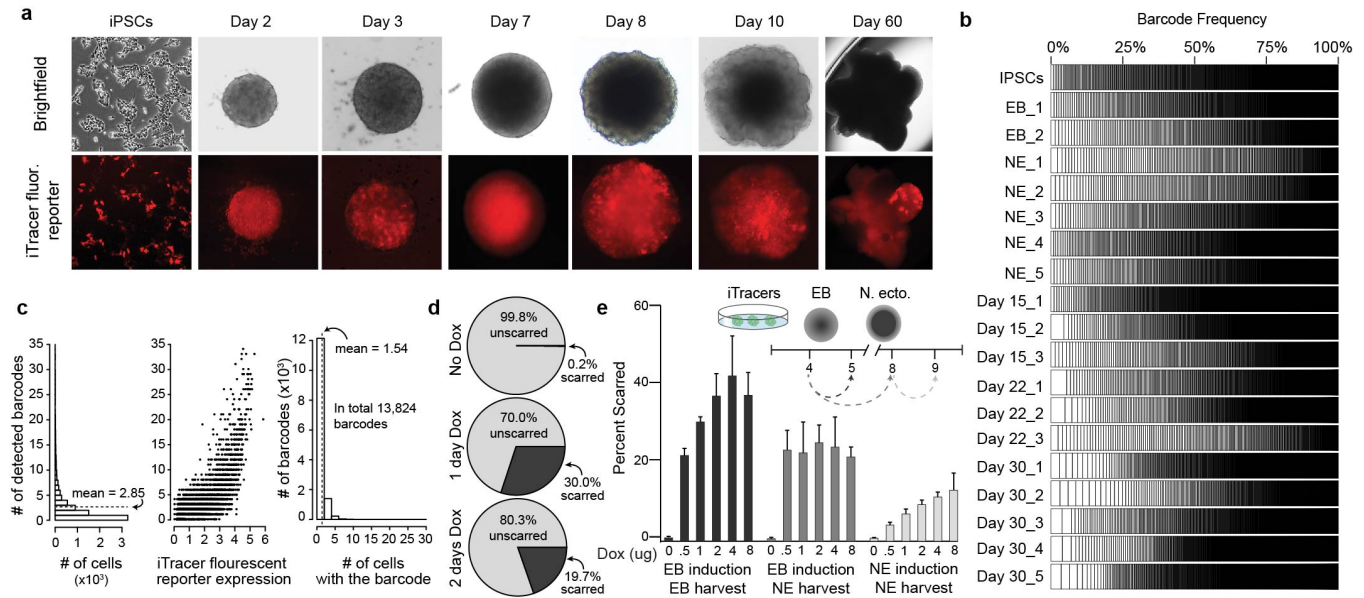 a
iPSCs Day 2 Day 3 Day 7 Day 8 Day 10 Day 60
Brightfield
iTracer fluor.
reporter
b
Barcode Frequency
0% 25% 50% 75% 100%
IPSCs
EB_1
EB_2
NE_1
NE_2
NE_3
NE_4
NE_5
Day 15_1
Day 15_2
Day 15_3
Day 22_1
Day 22_2
Day 22_3
Day 30_1
Day 30_2
Day 30_3
Day 30_4
Day 30_5
c
# of detected barcodes
35
30
25
20
15
10
5
0
mean = 2.85
0 1 2 3
# of cells
(x10³)
35
30
25
20
15
10
5
0
0 1 2 3 4 5 6
iTracer flourescent
reporter expression
# of barcodes (x10³)
12
10
8
6
4
2
0
mean = 1.54
In total 13,824
barcodes
0 5 10 15 20 25 30
# of cells
with the barcode
d
No Dox
99.8%
unscarred
0.2%
scarred
1 day Dox
70.0%
unscarred
30.0%
scarred
2 days Dox
80.3%
unscarred
19.7%
scarred
e
Percent Scarred
60
40
20
0
iTracers EB N. ecto.
4 5 8 9
Dox (ug) 0 .5 1 2 4 8 0 .5 1 2 4 8 0 .5 1 2 4 8
EB induction
EB harvest
EB induction
NE harvest
NE induction
NE harvest